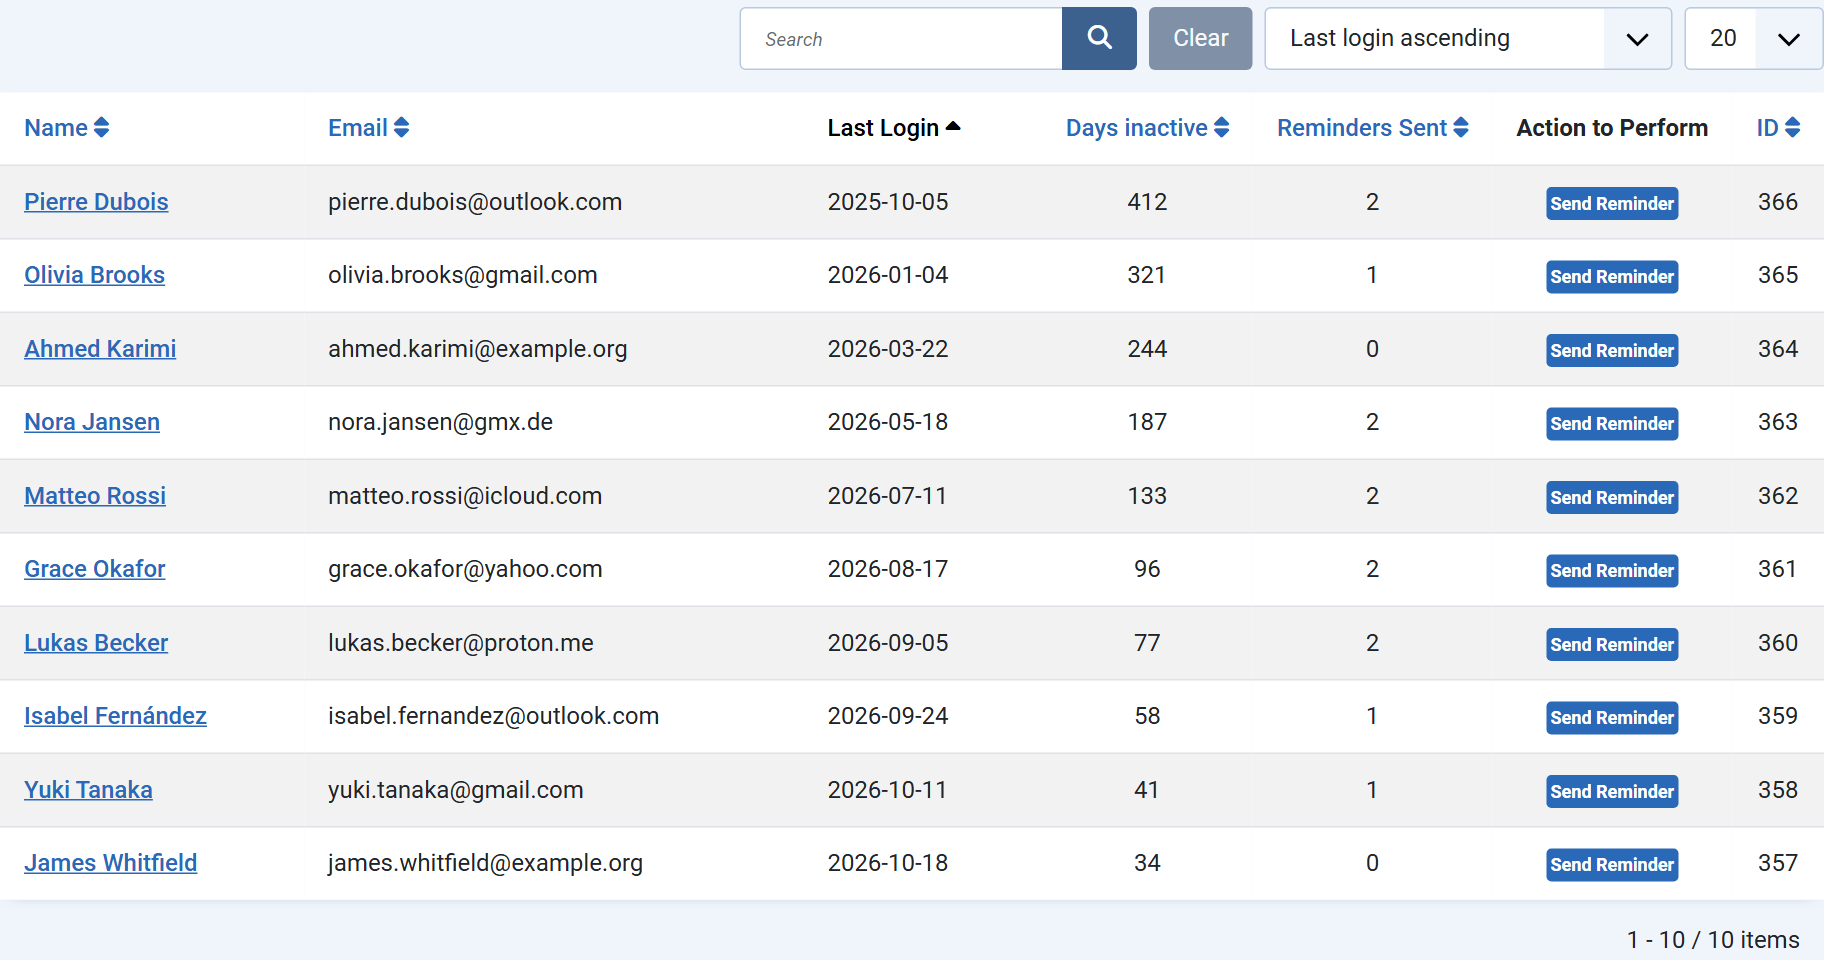 Search Clear Last login ascending 20
Name Email Last Login Days inactive Reminders Sent Action to Perform ID
Pierre Dubois pierre.dubois@outlook.com 2025-10-05 412 2 Send Reminder 366
Olivia Brooks olivia.brooks@gmail.com 2026-01-04 321 1 Send Reminder 365
Ahmed Karimi ahmed.karimi@example.org 2026-03-22 244 0 Send Reminder 364
Nora Jansen nora.jansen@gmx.de 2026-05-18 187 2 Send Reminder 363
Matteo Rossi matteo.rossi@icloud.com 2026-07-11 133 2 Send Reminder 362
Grace Okafor grace.okafor@yahoo.com 2026-08-17 96 2 Send Reminder 361
Lukas Becker lukas.becker@proton.me 2026-09-05 77 2 Send Reminder 360
Isabel Fernández isabel.fernandez@outlook.com 2026-09-24 58 1 Send Reminder 359
Yuki Tanaka yuki.tanaka@gmail.com 2026-10-11 41 1 Send Reminder 358
James Whitfield james.whitfield@example.org 2026-10-18 34 0 Send Reminder 357
1 - 10 / 10 items